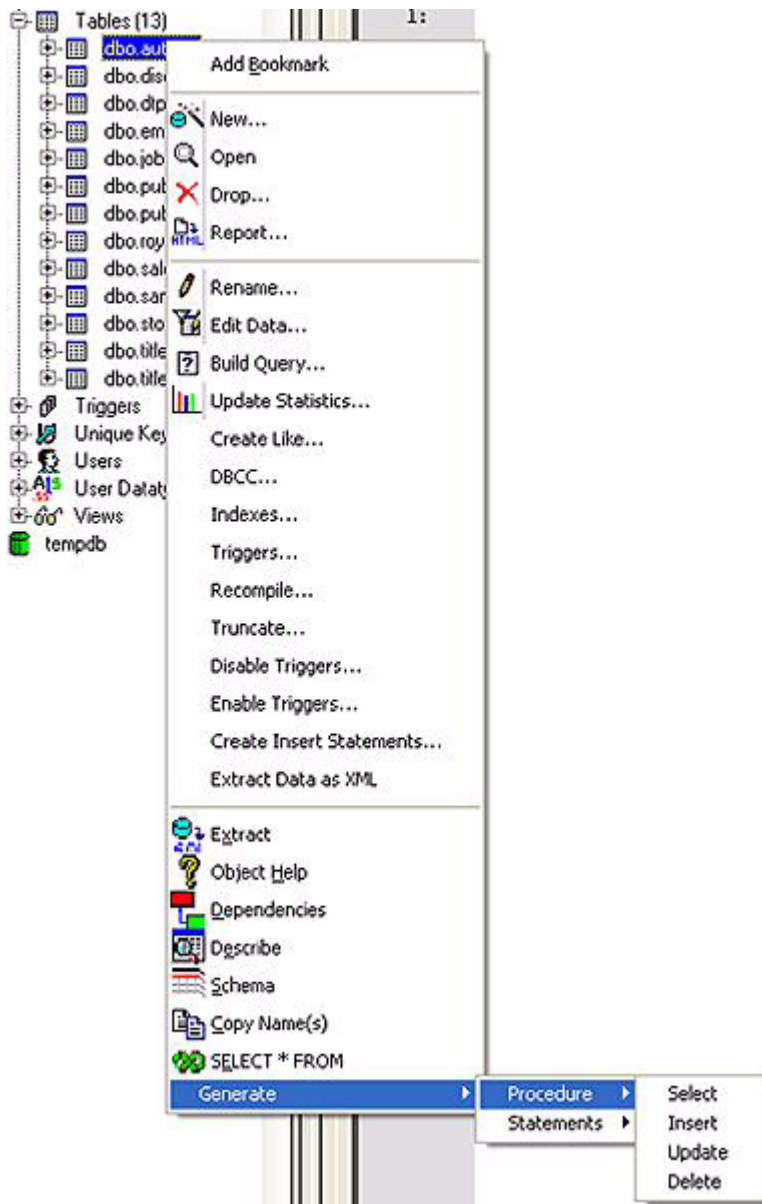 Tables (13)
1:
dbo.aut
dbo.disc
dbo.dtp
dbo.em
dbo.job
dbo.pub
dbo.pub
dbo.roy
dbo.sale
dbo.sar
dbo.sto
dbo.title
dbo.title
Triggers
Unique Key
Users
User Dataty
Views
tempdb
Add Bookmark
New...
Open
Drop...
HTML
Report...
Rename...
Edit Data...
Build Query...
Update Statistics...
Create Like...
DBCC...
Indexes...
Triggers...
Recompile...
Truncate...
Disable Triggers...
Enable Triggers...
Create Insert Statements...
Extract Data as XML
Extract
Object Help
Dependencies
Describe
Schema
Copy Name(s)
SELECT * FROM
Generate
Procedure
Statements
Select
Insert
Update
Delete